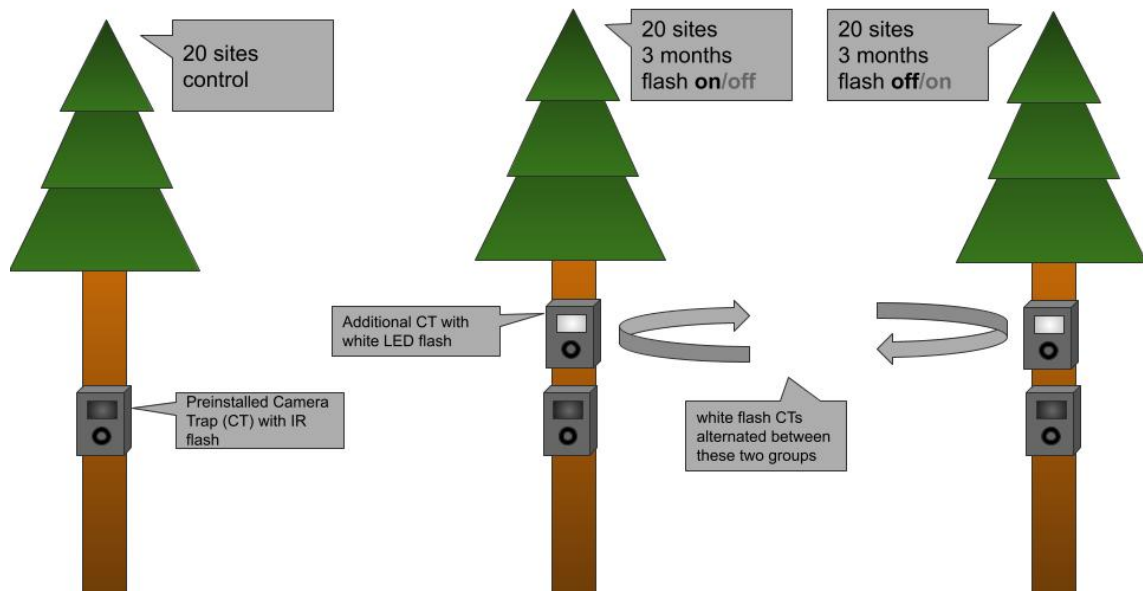 20 sites
control
20 sites
3 months
flash on/off
20 sites
3 months
flash off/on
Additional CT with
white LED flash
Preinstalled Camera
Trap (CT) with IR
flash
white flash CTs
alternated between
these two groups